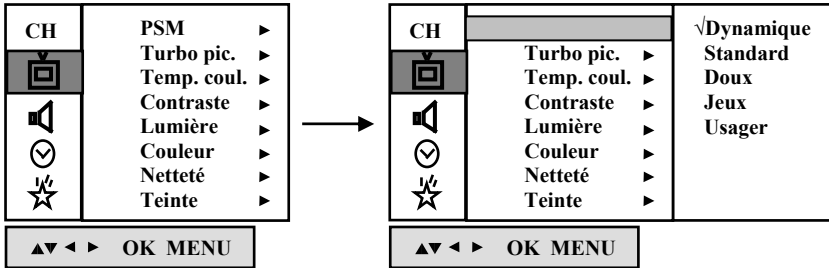 CH
PSM ►
Turbo pic. ►
Temp. coul. ►
Contraste ►
Lumière ►
Couleur ►
Netteté ►
Teinte ►
▲▼ ◄ ► OK MENU
CH
Turbo pic. ►
Temp. coul. ►
Contraste ►
Lumière ►
Couleur ►
Netteté ►
Teinte ►
√Dynamique
Standard
Doux
Jeux
Usager
▲▼ ◄ ► OK MENU